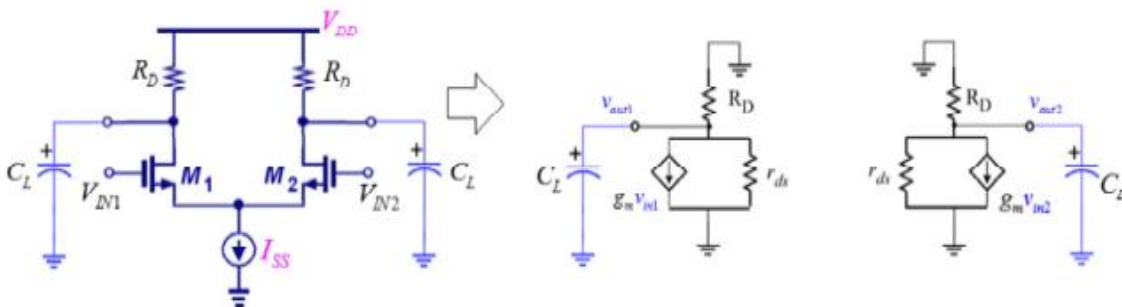 V_DD
R_D R_D
C_L + M_1 M_2 + C_L
V_IN1 V_IN2
I_SS
R_D
v_out1
+
C_L
g_m v_in1
r_ds
R_D
v_out2
r_ds
+
C_L
g_m v_in2